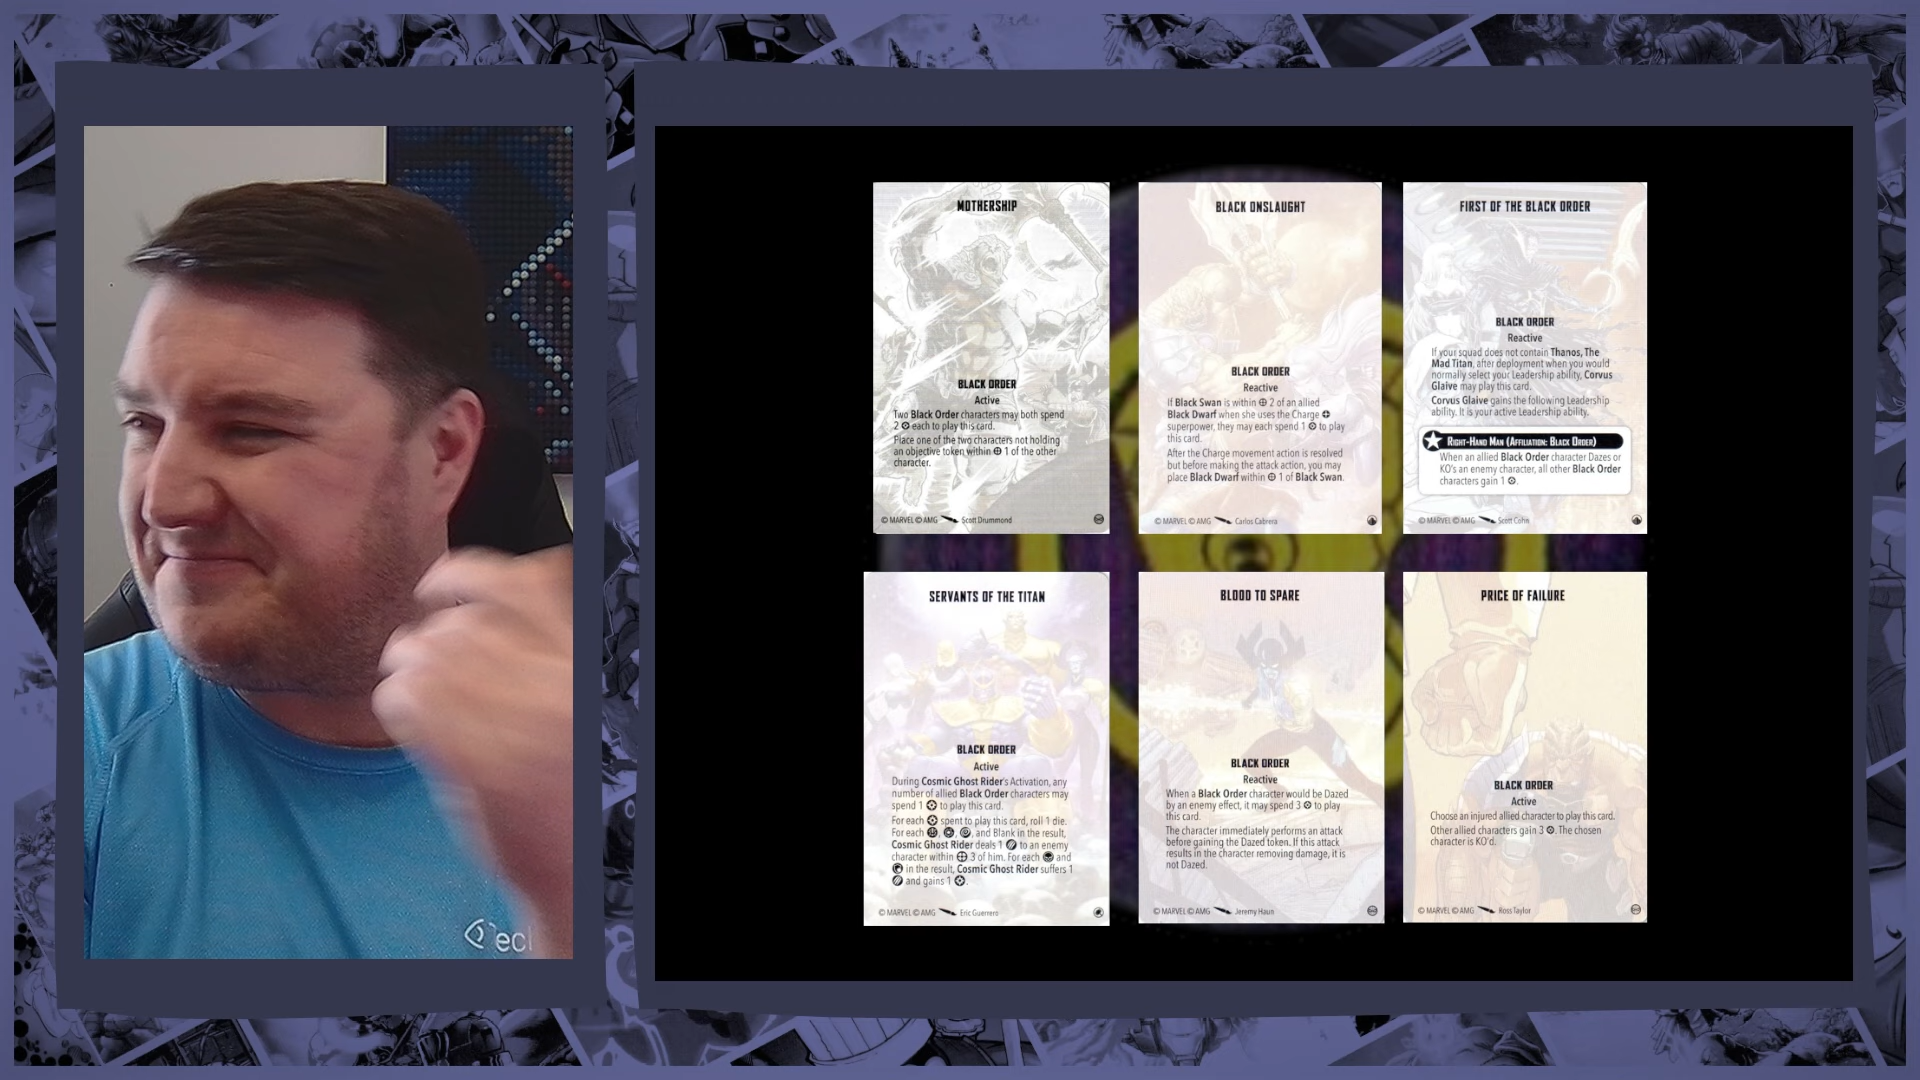 MOTHERSHIP
BLACK ORDER
Active
Two Black Order characters may both spend
2 each to play this card.
Place one of the two characters not holding
an objective token within 1 of the other
character.
© MARVEL © AMG Scott Drummond
BLACK ONSLAUGHT
BLACK ORDER
Reactive
If Black Swan is within 2 of an allied
Black Dwarf when she uses the Charge
superpower, they may each spend 1 to play
this card.
After the Charge movement action is resolved
but before making the attack action, you may
place Black Dwarf within 1 of Black Swan.
© MARVEL © AMG Carlos Cabrera
FIRST OF THE BLACK ORDER
BLACK ORDER
Reactive
If your squad does not contain Thanos, The
Mad Titan, after deployment when you would
normally select your Leadership ability, Corvus
Glaive may play this card.
Corvus Glaive gains the following Leadership
ability. It is your active Leadership ability.
RIGHT-HAND MAN (AFFILIATION: BLACK ORDER)
When an allied Black Order character Dazes or
KO's an enemy character, all other Black Order
characters gain 1 .
© MARVEL © AMG Scott Cohn
SERVANTS OF THE TITAN
BLACK ORDER
Active
During Cosmic Ghost Rider's Activation, any
number of allied Black Order characters may
spend 1 to play this card.
For each spent to play this card, roll 1 die.
For each , , , and Blank in the result,
Cosmic Ghost Rider deals 1 to an enemy
character within 3 of him. For each and
in the result, Cosmic Ghost Rider suffers 1
and gains 1 .
© MARVEL © AMG Eric Guerrero
BLOOD TO SPARE
BLACK ORDER
Reactive
When a Black Order character would be Dazed
by an enemy effect, it may spend 3 to play
this card.
The character immediately performs an attack
before gaining the Dazed token. If this attack
results in the character removing damage, it is
not Dazed.
© MARVEL © AMG Jeremy Haun
PRICE OF FAILURE
BLACK ORDER
Active
Choose an injured allied character to play this card.
Other allied characters gain 3 . The chosen
character is KO'd.
© MARVEL © AMG Ross Taylor